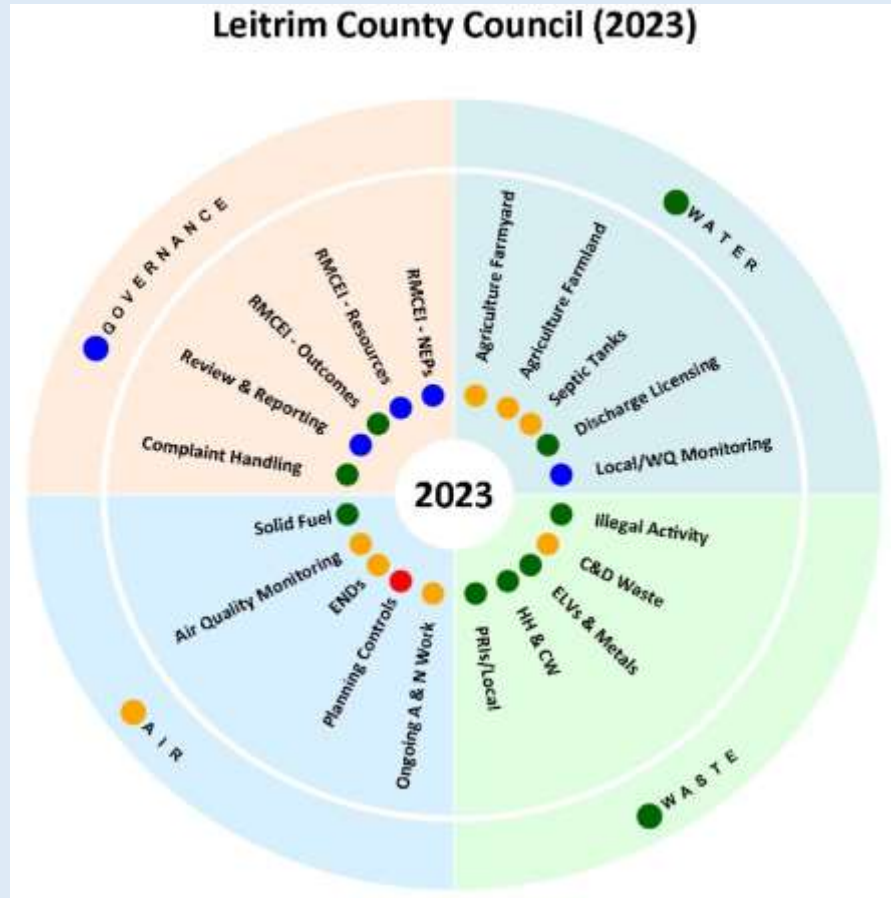 Leitrim County Council (2023)
GOVERNANCE
RMCEI - NEPs
RMCEI - Resources
RMCEI - Outcomes
Review & Reporting
Complaint Handling
WATER
Agriculture Farmyard
Agriculture Farmland
Septic Tanks
Discharge Licensing
Local/WQ Monitoring
2023
Solid Fuel
Air Quality Monitoring
ENDs
Planning Controls
Ongoing A & N Work
AIR
Illegal Activity
C&D Waste
ELVs & Metals
HH & CW
PRIs/Local
WASTE